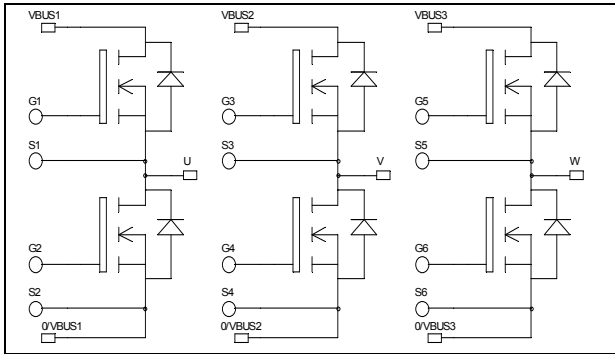 VBUS1 VBUS2 VBUS3
G1 G3 G5
S1 S3 S5
U V W
G2 G4 G6
S2 S4 S6
0/VBUS1 0/VBUS2 0/VBUS3